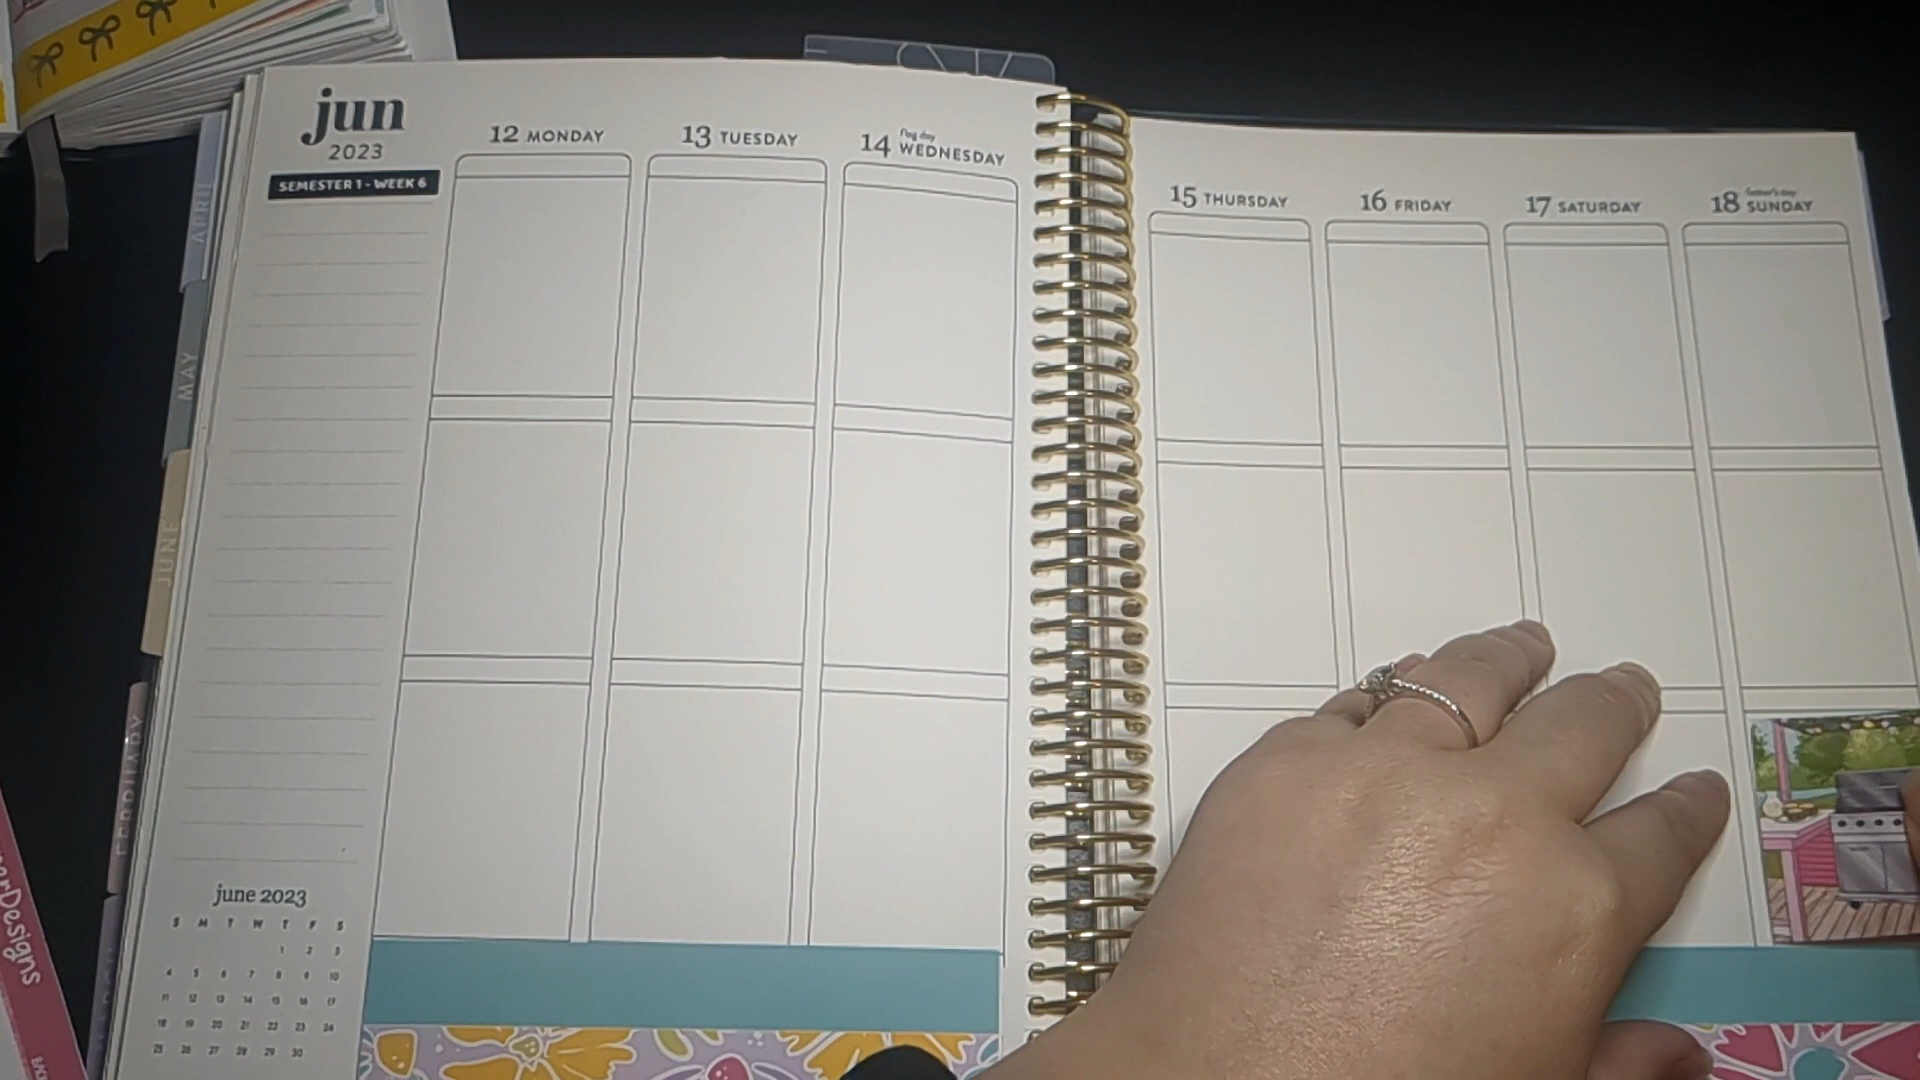 jun
2023
SEMESTER 1 - WEEK 6
12 MONDAY
13 TUESDAY
flag day
14 WEDNESDAY
15 THURSDAY
16 FRIDAY
17 SATURDAY
father's day
18 SUNDAY
APRIL
MAY
JUNE
FEBRUARY
june 2023
S M T W T F S
1 2 3
4 5 6 7 8 9 10
11 12 13 14 15 16 17
18 19 20 21 22 23 24
25 26 27 28 29 30
erDesigns